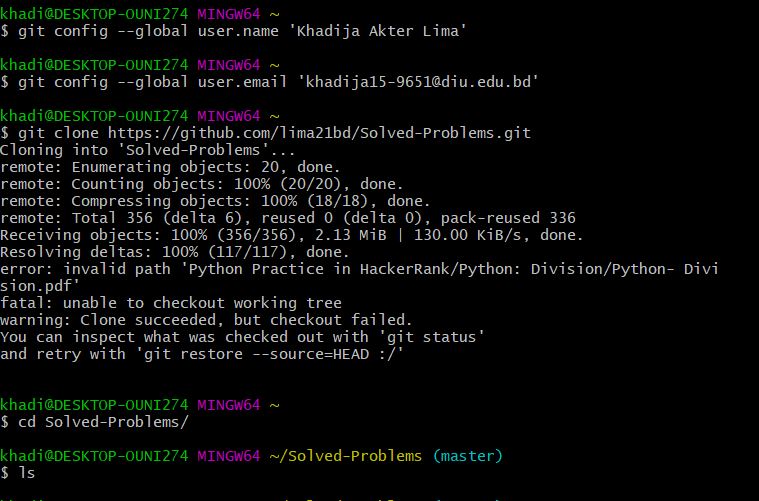 khadi@DESKTOP-OUNI274 MINGW64 ~
$ git config --global user.name 'Khadija Akter Lima'
khadi@DESKTOP-OUNI274 MINGW64 ~
$ git config --global user.email 'khadija15-9651@diu.edu.bd'
khadi@DESKTOP-OUNI274 MINGW64 ~
$ git clone https://github.com/lima21bd/Solved-Problems.git
Cloning into 'Solved-Problems'...
remote: Enumerating objects: 20, done.
remote: Counting objects: 100% (20/20), done.
remote: Compressing objects: 100% (18/18), done.
remote: Total 356 (delta 6), reused 0 (delta 0), pack-reused 336
Receiving objects: 100% (356/356), 2.13 MiB | 130.00 KiB/s, done.
Resolving deltas: 100% (117/117), done.
error: invalid path 'Python Practice in HackerRank/Python: Division/Python- Divi
sion.pdf'
fatal: unable to checkout working tree
warning: Clone succeeded, but checkout failed.
You can inspect what was checked out with 'git status'
and retry with 'git restore --source=HEAD :/'
khadi@DESKTOP-OUNI274 MINGW64 ~
$ cd Solved-Problems/
khadi@DESKTOP-OUNI274 MINGW64 ~/Solved-Problems (master)
$ ls